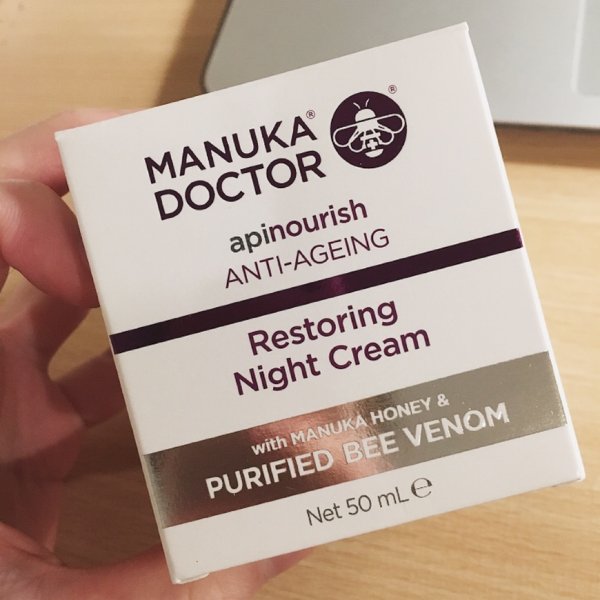 MANUKA®
DOCTOR
®
apinourish
ANTI-AGEING
Restoring
Night Cream
with MANUKA HONEY &
PURIFIED BEE VENOM
Net 50 mL ℮